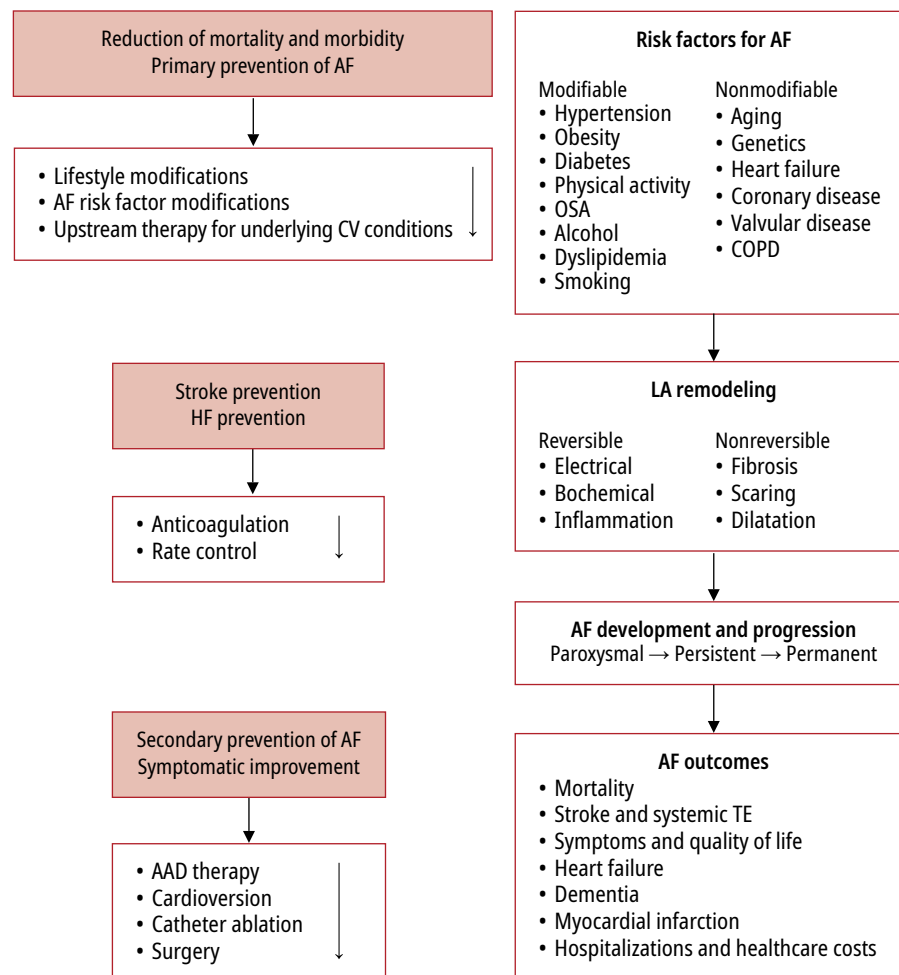 Reduction of mortality and morbidity
Primary prevention of AF
• Lifestyle modifications
• AF risk factor modifications
• Upstream therapy for underlying CV conditions
Stroke prevention
HF prevention
• Anticoagulation
• Rate control
Secondary prevention of AF
Symptomatic improvement
• AAD therapy
• Cardioversion
• Catheter ablation
• Surgery
Risk factors for AF
Modifiable
• Hypertension
• Obesity
• Diabetes
• Physical activity
• OSA
• Alcohol
• Dyslipidemia
• Smoking
Nonmodifiable
• Aging
• Genetics
• Heart failure
• Coronary disease
• Valvular disease
• COPD
LA remodeling
Reversible
• Electrical
• Bochemical
• Inflammation
Nonreversible
• Fibrosis
• Scaring
• Dilatation
AF development and progression
Paroxysmal → Persistent → Permanent
AF outcomes
• Mortality
• Stroke and systemic TE
• Symptoms and quality of life
• Heart failure
• Dementia
• Myocardial infarction
• Hospitalizations and healthcare costs